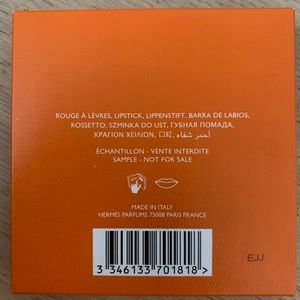 ROUGE À LÈVRES, LIPSTICK, LIPPENSTIFT, BARRA DE LABIOS,
ROSSETTO, SZMINKA DO UST, ГУБНАЯ ПОМАДА,
ΚΡΑΓΙΟΝ ΧΕΙΛΙΩΝ, 口红, أحمر شفاه.
ÉCHANTILLON - VENTE INTERDITE
SAMPLE - NOT FOR SALE
MADE IN ITALY
HERMÈS PARFUMS 75008 PARIS FRANCE
3 346133 701818 >
EJJ